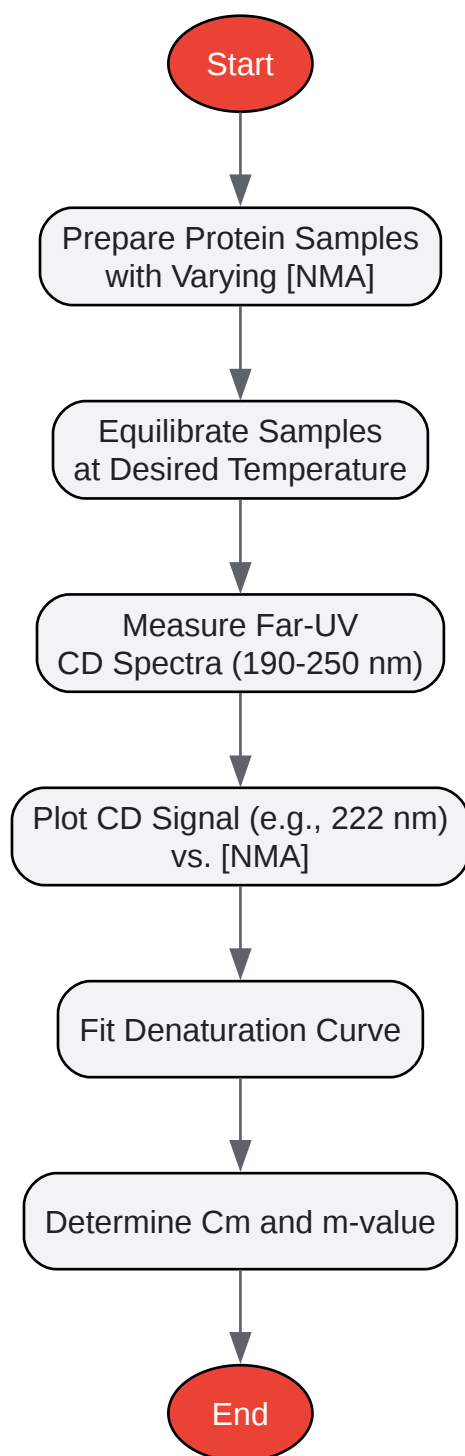 Start
Prepare Protein Samples
with Varying [NMA]
Equilibrate Samples
at Desired Temperature
Measure Far-UV
CD Spectra (190-250 nm)
Plot CD Signal (e.g., 222 nm)
vs. [NMA]
Fit Denaturation Curve
Determine Cm and m-value
End